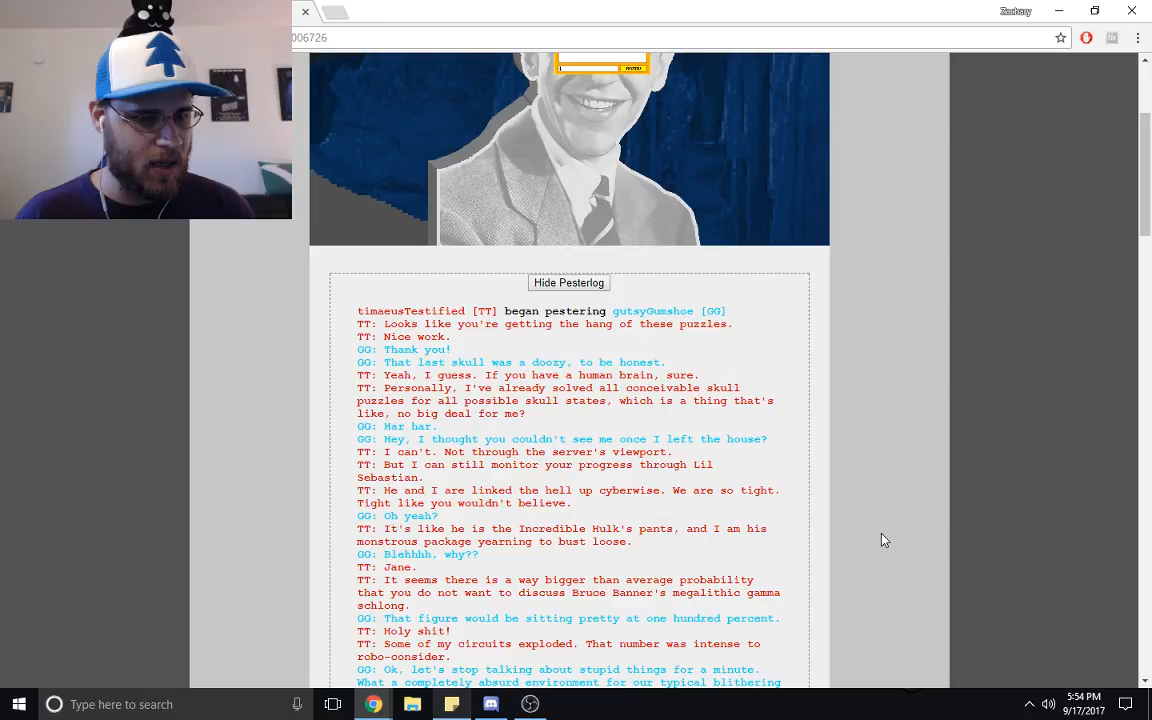 Zachary
006726
PESTER!
Hide Pesterlog
timaeusTestified [TT] began pestering gutsyGumshoe [GG]
TT: Looks like you're getting the hang of these puzzles.
TT: Nice work.
GG: Thank you!
GG: That last skull was a doozy, to be honest.
TT: Yeah, I guess. If you have a human brain, sure.
TT: Personally, I've already solved all conceivable skull
puzzles for all possible skull states, which is a thing that's
like, no big deal for me?
GG: Har har.
GG: Hey, I thought you couldn't see me once I left the house?
TT: I can't. Not through the server's viewport.
TT: But I can still monitor your progress through Lil
Sebastian.
TT: He and I are linked the hell up cyberwise. We are so tight.
Tight like you wouldn't believe.
GG: Oh yeah?
TT: It's like he is the Incredible Hulk's pants, and I am his
monstrous package yearning to bust loose.
GG: Blehhhh, why??
TT: Jane.
TT: It seems there is a way bigger than average probability
that you do not want to discuss Bruce Banner's megalithic gamma
schlong.
GG: That figure would be sitting pretty at one hundred percent.
TT: Holy shit!
TT: Some of my circuits exploded. That number was intense to
robo-consider.
GG: Ok, let's stop talking about stupid things for a minute.
What a completely absurd environment for our typical blithering
Type here to search
5:54 PM
9/17/2017